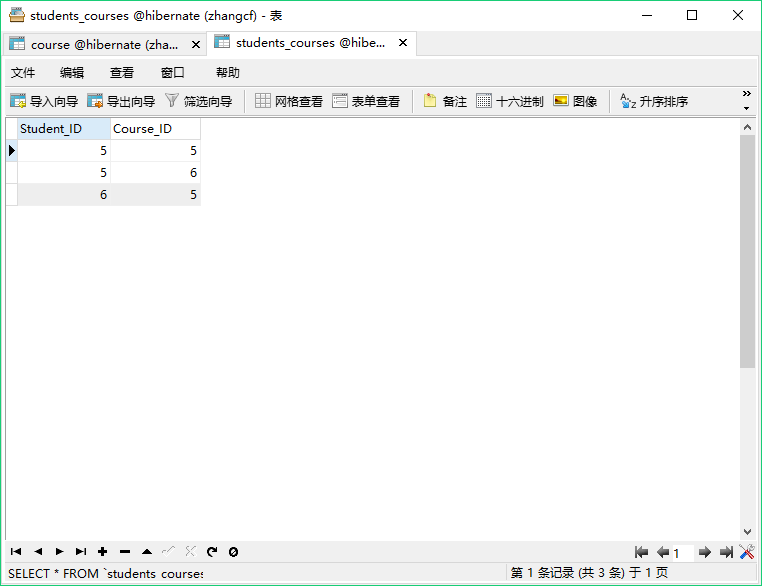 students_courses @hibernate (zhangcf) - 表
course @hibernate (zha... students_courses @hibe...
文件 编辑 查看 窗口 帮助
导入向导 导出向导 筛选向导 网格查看 表单查看 备注 十六进制 图像 升序排序
Student_ID Course_ID
5 5
5 6
6 5
1
SELECT * FROM `students_courses 第 1 条记录 (共 3 条) 于 1 页